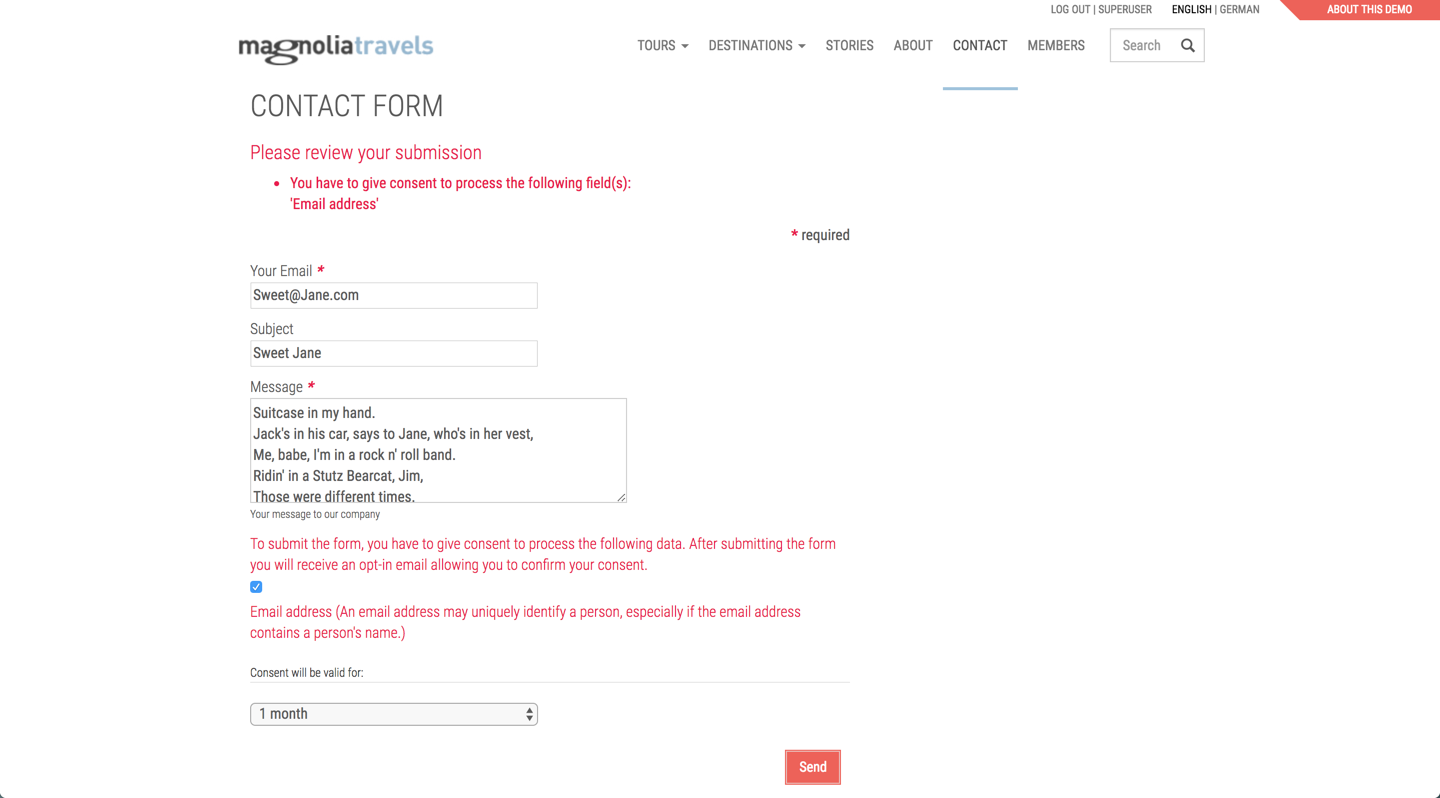 LOG OUT | SUPERUSER ENGLISH | GERMAN ABOUT THIS DEMO
magnoliatravels TOURS DESTINATIONS STORIES ABOUT CONTACT MEMBERS Search
CONTACT FORM
Please review your submission
You have to give consent to process the following field(s):
'Email address'
* required
Your Email *
Sweet@Jane.com
Subject
Sweet Jane
Message *
Suitcase in my hand.
Jack's in his car, says to Jane, who's in her vest,
Me, babe, I'm in a rock n' roll band.
Ridin' in a Stutz Bearcat, Jim,
Those were different times.
Your message to our company
To submit the form, you have to give consent to process the following data. After submitting the form
you will receive an opt-in email allowing you to confirm your consent.
Email address (An email address may uniquely identify a person, especially if the email address
contains a person's name.)
Consent will be valid for:
1 month
Send